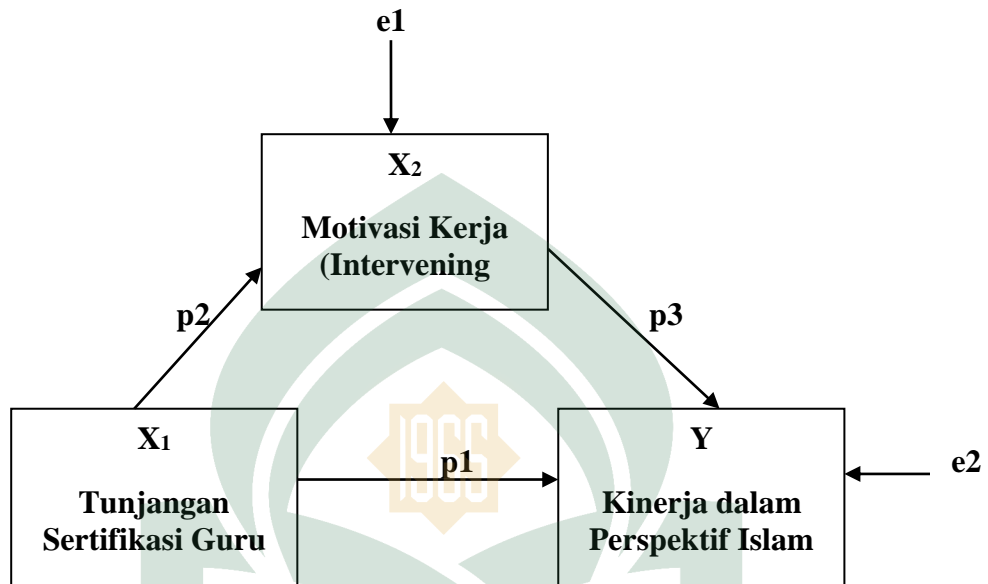 e1
X₂
Motivasi Kerja
(Intervening
p2
p3
X₁
Tunjangan
Sertifikasi Guru
p1
Y
Kinerja dalam
Perspektif Islam
e2